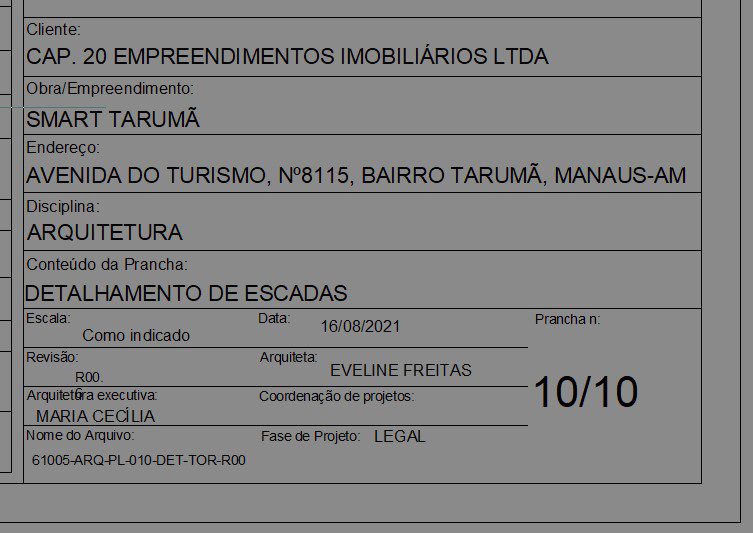 Cliente:
CAP. 20 EMPREENDIMENTOS IMOBILIÁRIOS LTDA
Obra/Empreendimento:
SMART TARUMÃ
Endereço:
AVENIDA DO TURISMO, Nº8115, BAIRRO TARUMÃ, MANAUS-AM
Disciplina:
ARQUITETURA
Conteúdo da Prancha:
DETALHAMENTO DE ESCADAS
Escala: Data: Prancha n:
Como indicado 16/08/2021
Revisão: Arquiteta: EVELINE FREITAS
R00.
6
10/10
Arquitetura executiva: Coordenação de projetos:
MARIA CECÍLIA
Nome do Arquivo: Fase de Projeto: LEGAL
61005-ARQ-PL-010-DET-TOR-R00